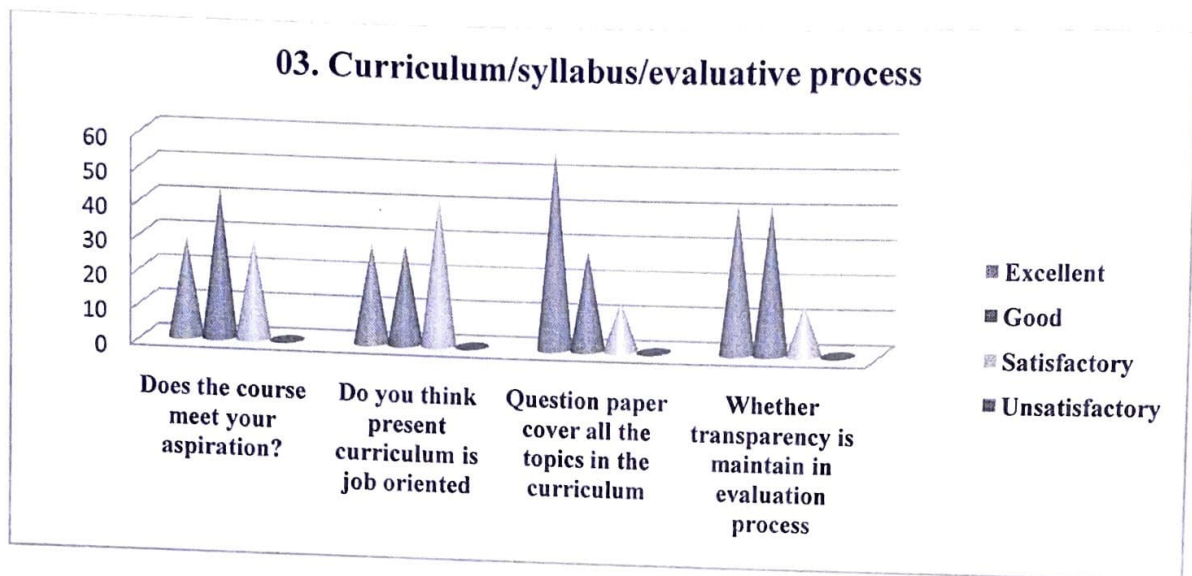 03. Curriculum/syllabus/evaluative process
60
50
40
30
20
10
0
Does the course
meet your
aspiration?
Do you think
present
curriculum is
job oriented
Question paper
cover all the
topics in the
curriculum
Whether
transparency is
maintain in
evaluation
process
Excellent
Good
Satisfactory
Unsatisfactory